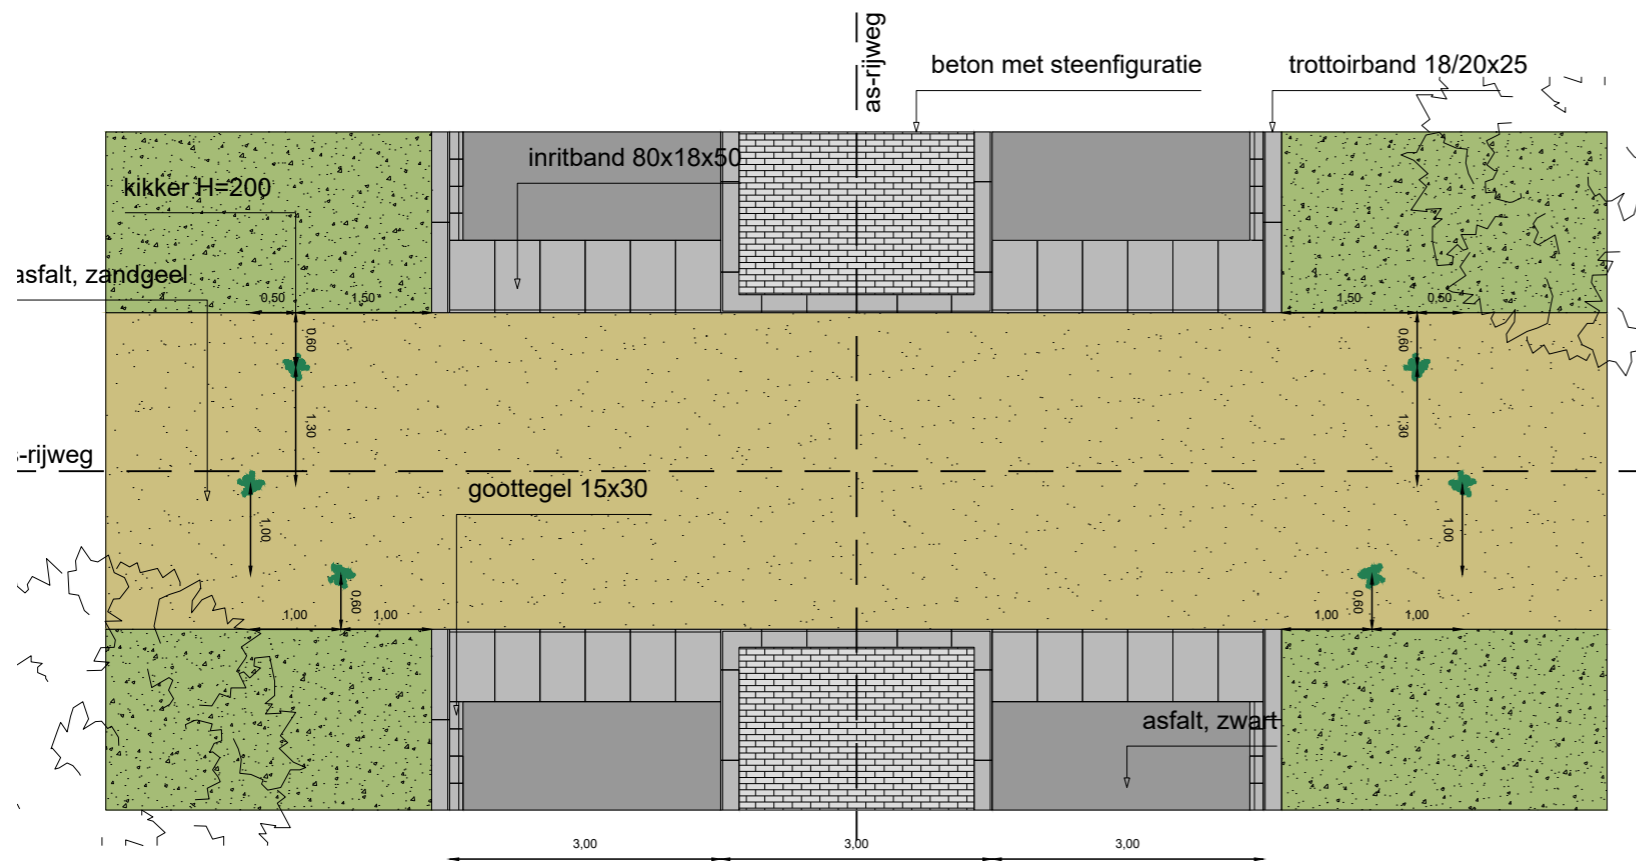 as-rijweg
beton met steenfiguratie
trottoirband 18/20x25
inritband 80x18x50
kikker H=200
asfalt, zandgeel
0,50
1,50
1,50
0,50
0,60
0,60
1,30
1,30
-rijweg
goottegel 15x30
1,00
1,00
0,60
0,60
1,00
1,00
1,00
1,00
asfalt, zwart
3,00
3,00
3,00